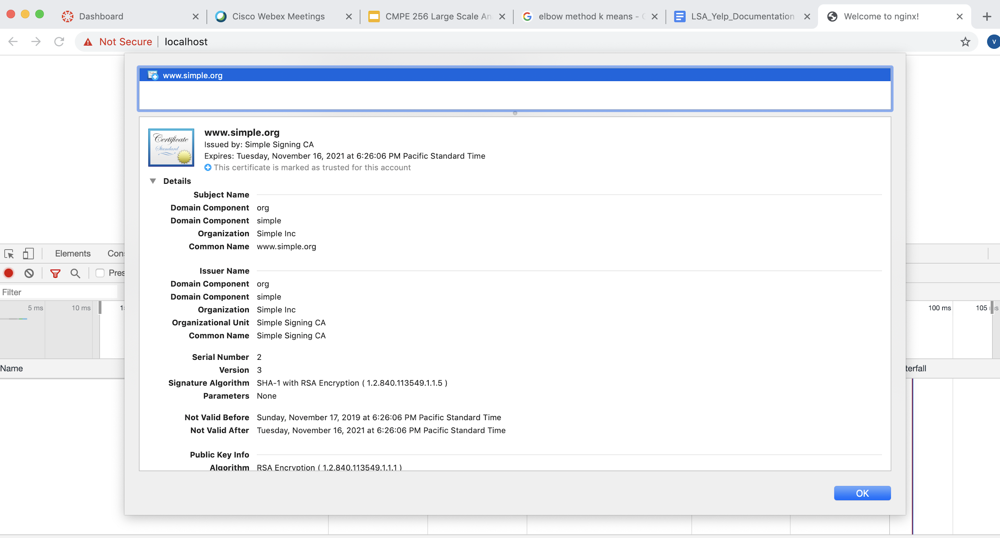 Dashboard
Cisco Webex Meetings
CMPE 256 Large Scale An
elbow method k means -
LSA_Yelp_Documentation
Welcome to nginx!
Not Secure
localhost
V
www.simple.org
Certificate
Standard
www.simple.org
Issued by: Simple Signing CA
Expires: Tuesday, November 16, 2021 at 6:26:06 PM Pacific Standard Time
This certificate is marked as trusted for this account
Details
Subject Name
Domain Component org
Domain Component simple
Organization Simple Inc
Common Name www.simple.org
Issuer Name
Domain Component org
Domain Component simple
Organization Simple Inc
Organizational Unit Simple Signing CA
Common Name Simple Signing CA
Serial Number 2
Version 3
Signature Algorithm SHA-1 with RSA Encryption ( 1.2.840.113549.1.1.5 )
Parameters None
Not Valid Before Sunday, November 17, 2019 at 6:26:06 PM Pacific Standard Time
Not Valid After Tuesday, November 16, 2021 at 6:26:06 PM Pacific Standard Time
Public Key Info
Algorithm RSA Encryption ( 1.2.840.113549.1.1.1 )
OK
Elements
Con
Pres
Filter
5 ms
10 ms
100 ms
105
Name
terfall